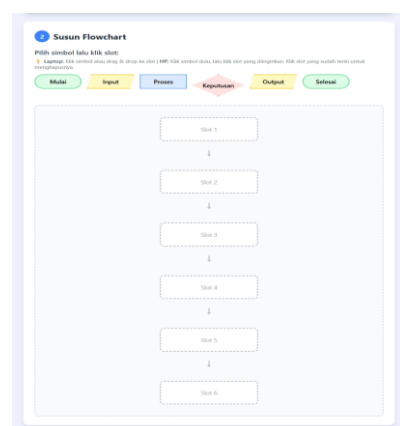 2 Susun Flowchart
Pilih simbol lalu klik slot:
Laptop: Klik simbol atau drag & drop ke slot | HP: Klik simbol dulu, lalu klik slot yang diinginkan. Klik slot yang sudah terisi untuk
menghapusnya.
Mulai Input Proses Keputusan Output Selesai
Slot 1
↓
Slot 2
↓
Slot 3
↓
Slot 4
↓
Slot 5
↓
Slot 6